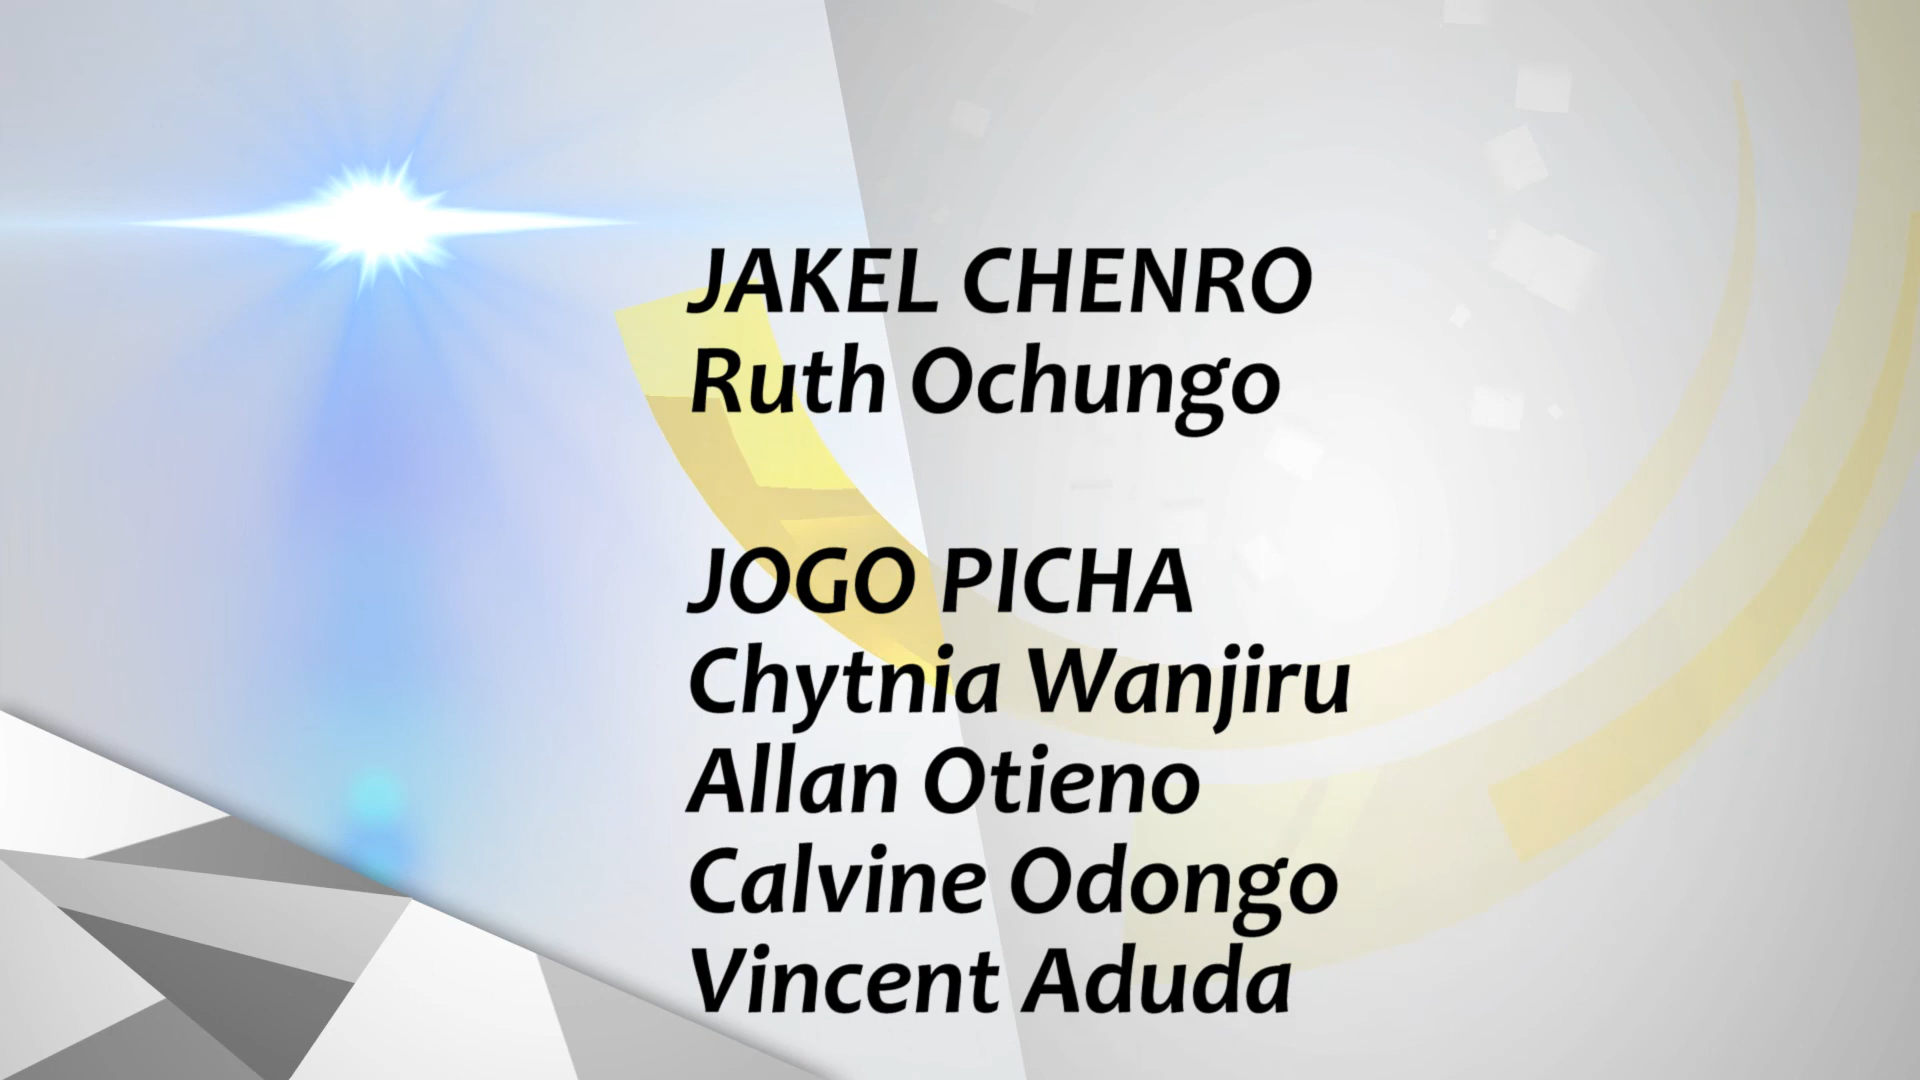 JAKEL CHENRO
Ruth Ochungo
JOGO PICHA
Chytnia Wanjiru
Allan Otieno
Calvine Odongo
Vincent Aduda